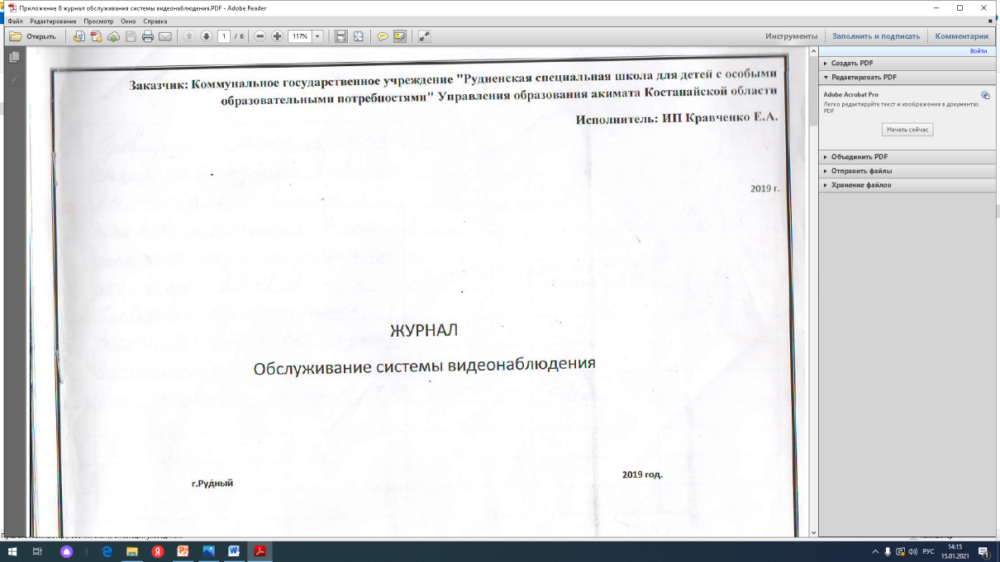 Приложение 8 журнал обслуживания системы видеонаблюдения.PDF - Adobe Reader
Файл Редактирование Просмотр Окно Справка
Открыть 1 / 6 117% Инструменты Заполнить и подписать Комментарии
Войти
Создать PDF
Редактировать PDF
Adobe Acrobat Pro
Легко редактируйте текст и изображения в документах
PDF
Начать сейчас
Объединить PDF
Отправить файлы
Хранение файлов
Заказчик: Коммунальное государственное учреждение "Рудненская специальная школа для детей с особыми
образовательными потребностями" Управления образования акимата Костанайской области
Исполнитель: ИП Кравченко Е.А.
2019 г.
ЖУРНАЛ
Обслуживание системы видеонаблюдения
г.Рудный 2019 год.
РУС 14:15
15.01.2021